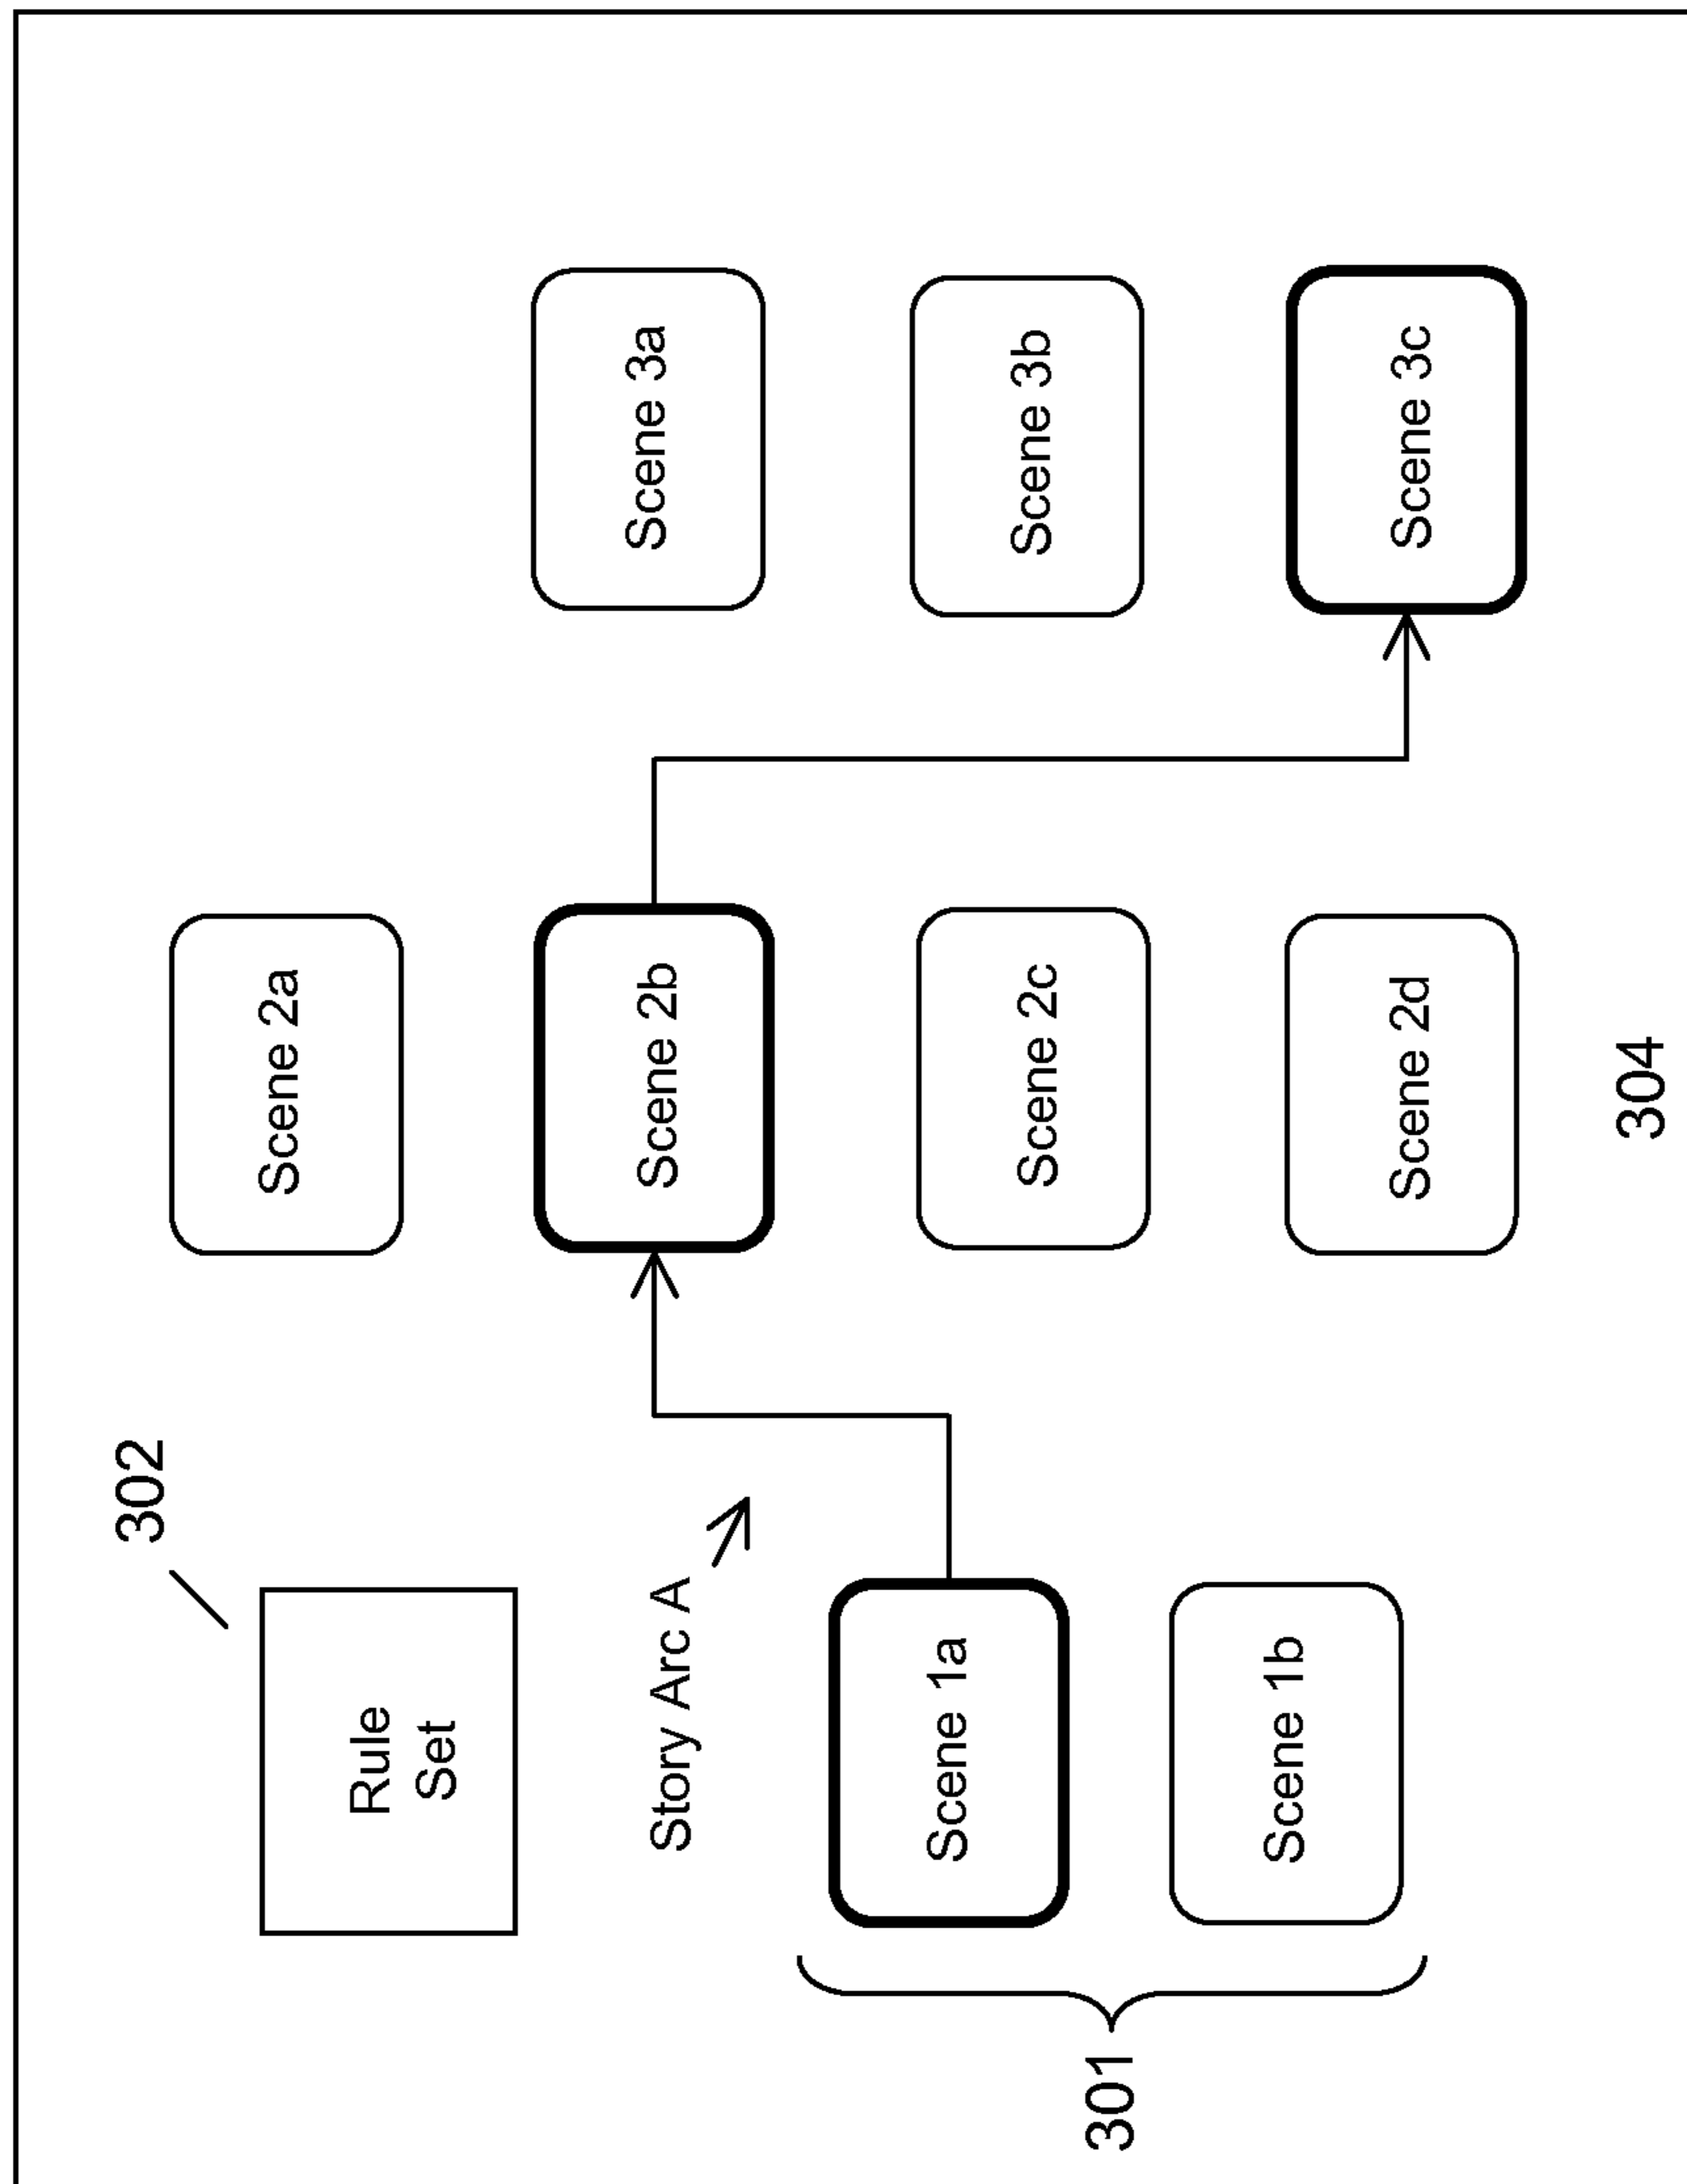 302
Rule
Set
Story Arc A
Scene 1a
Scene 1b
301
Scene 2a
Scene 2b
Scene 2c
Scene 2d
304
Scene 3a
Scene 3b
Scene 3c